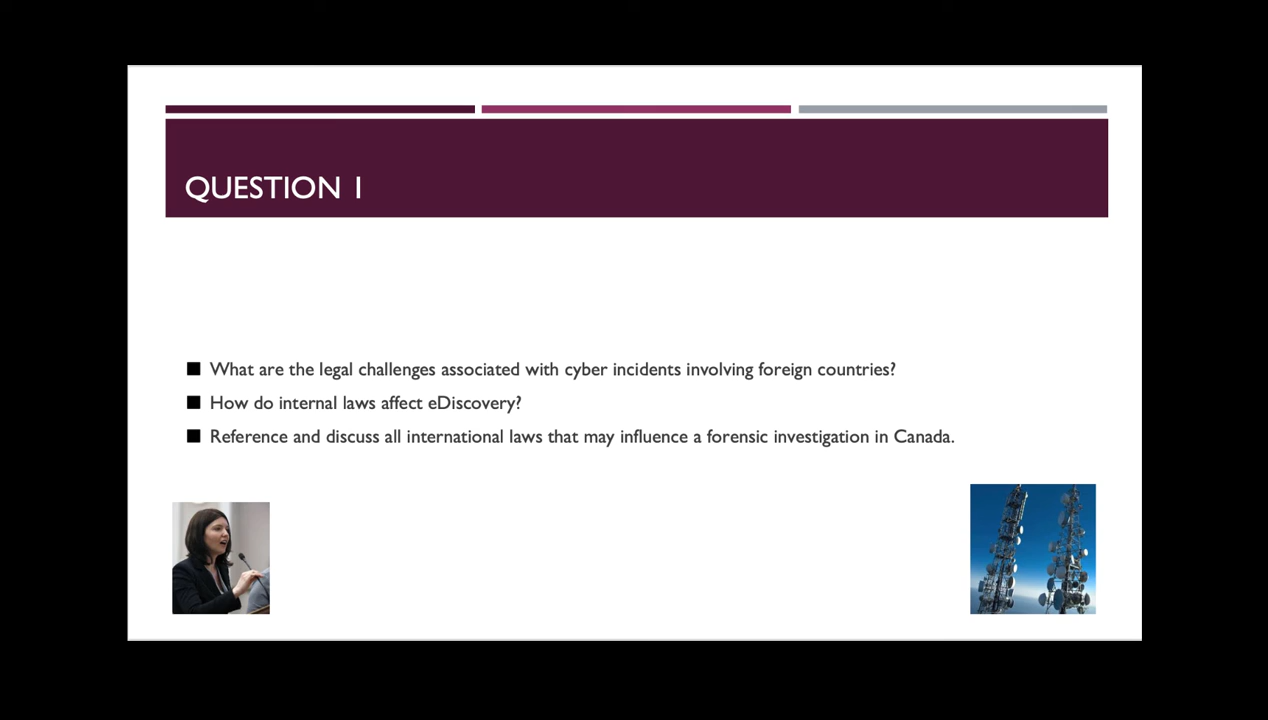 QUESTION 1
■ What are the legal challenges associated with cyber incidents involving foreign countries?
■ How do internal laws affect eDiscovery?
■ Reference and discuss all international laws that may influence a forensic investigation in Canada.